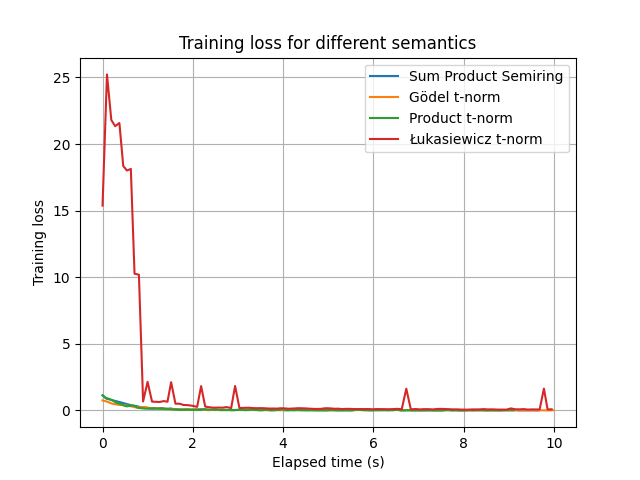 Training loss for different semantics
Sum Product Semiring
Gödel t-norm
Product t-norm
Łukasiewicz t-norm
Training loss
25
20
15
10
5
0
0 2 4 6 8 10
Elapsed time (s)